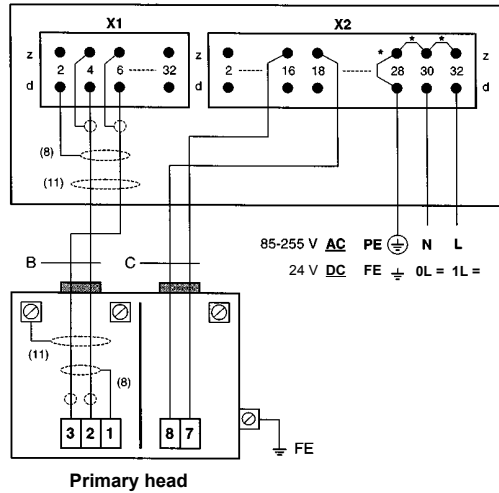 X1 X2
z z z * * * z
2 4 6 32 2 16 18 28 30 32
d d d d
(8)
(11)
85-255 V AC PE N L
24 V DC FE 0L = 1L =
B C
(11)
(8)
3 2 1 8 7
FE
Primary head